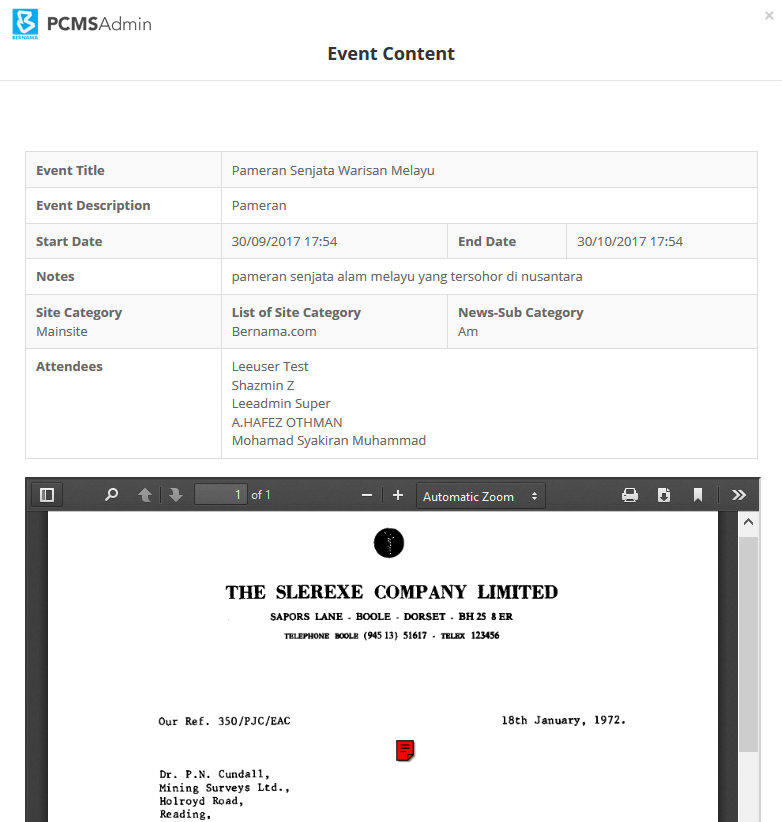 BERNAMA
PCMSAdmin
×
Event Content
Event Title Pameran Senjata Warisan Melayu
Event Description Pameran
Start Date 30/09/2017 17:54 End Date 30/10/2017 17:54
Notes pameran senjata alam melayu yang tersohor di nusantara
Site Category List of Site Category News-Sub Category
Mainsite Bernama.com Am
Attendees Leeuser Test
Shazmin Z
Leeadmin Super
A.HAFEZ OTHMAN
Mohamad Syakiran Muhammad
1 of 1 Automatic Zoom
THE SLEREXE COMPANY LIMITED
SAPORS LANE - BOOLE - DORSET - BH 25 8 ER
TELEPHONE BOOLE (945 13) 51617 - TELEX 123456
Our Ref. 350/PJC/EAC 18th January, 1972.
Dr. P.N. Cundall,
Mining Surveys Ltd.,
Holroyd Road,
Reading,